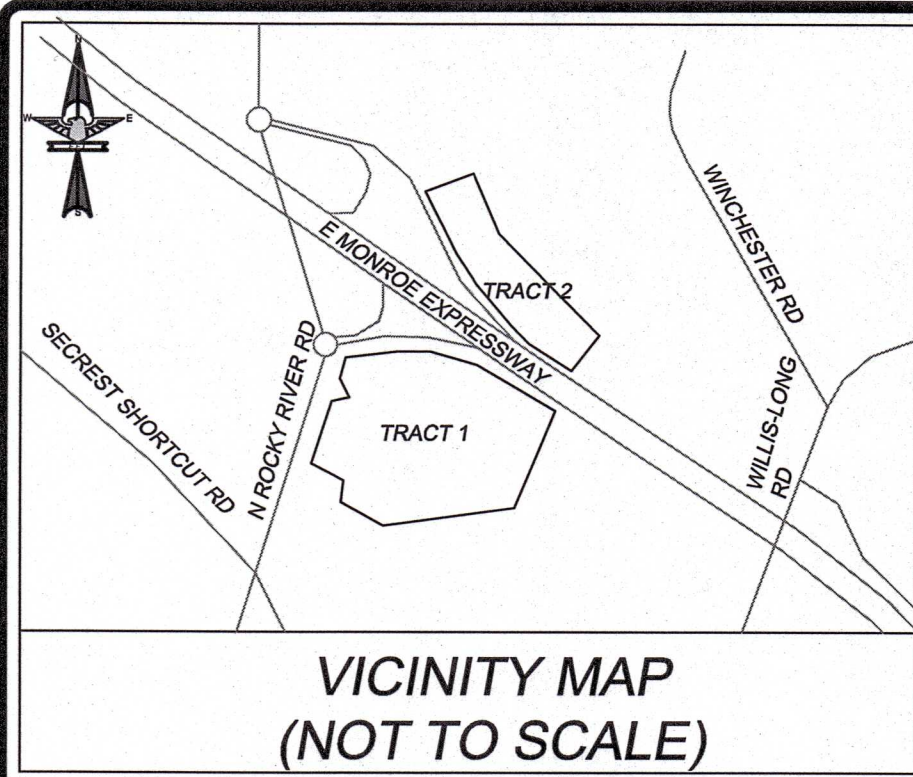 N
W E
S
E MONROE EXPRESSWAY
WINCHESTER RD
TRACT 2
SECREST SHORTCUT RD
N ROCKY RIVER RD
TRACT 1
WILLIS-LONG
RD
VICINITY MAP
(NOT TO SCALE)